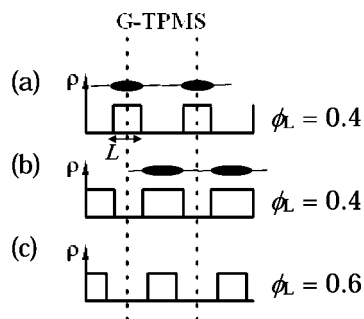 G-TPMS
(a) ρ ϕL = 0.4
L
(b) ρ ϕL = 0.4
(c) ρ ϕL = 0.6